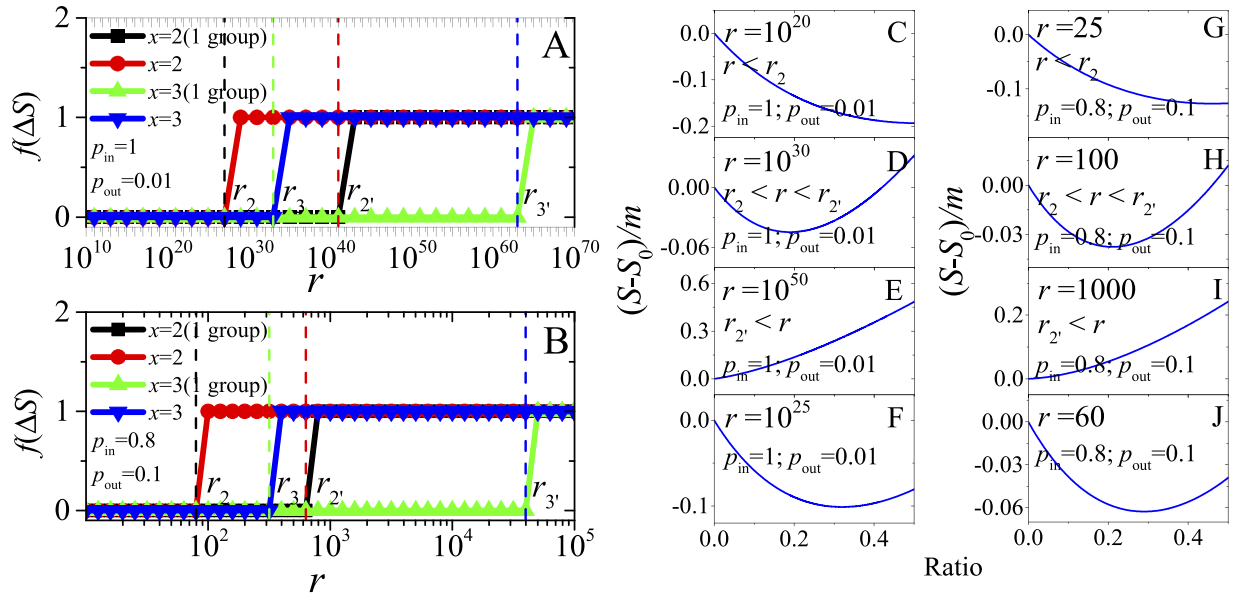 A
2
1
0
f(ΔS)
x=2(1 group)
x=2
x=3(1 group)
x=3
p_in=1
p_out=0.01
r_2
r_3
r_2'
r_3'
10^10
10^20
10^30
10^40
10^50
10^60
10^70
r
B
2
1
0
f(ΔS)
x=2(1 group)
x=2
x=3(1 group)
x=3
p_in=0.8
p_out=0.1
r_2
r_3
r_2'
r_3'
10^2
10^3
10^4
10^5
r
(S-S_0)/m
0.0
-0.1
-0.2
r=10^20
C
r < r_2
p_in=1; p_out=0.01
0.00
-0.06
r=10^30
D
r_2 < r < r_2'
p_in=1; p_out=0.01
0.6
0.3
0.0
r=10^50
E
r_2' < r
p_in=1; p_out=0.01
0.0
-0.1
r=10^25
F
p_in=1; p_out=0.01
0.0
0.2
0.4
(S-S_0)/m
0.0
-0.1
r=25
G
r < r_2
p_in=0.8; p_out=0.1
0.00
-0.03
r=100
H
r_2 < r < r_2'
p_in=0.8; p_out=0.1
0.2
0.0
r=1000
I
r_2' < r
p_in=0.8; p_out=0.1
0.00
-0.03
-0.06
r=60
J
p_in=0.8; p_out=0.1
0.0
0.2
0.4
Ratio